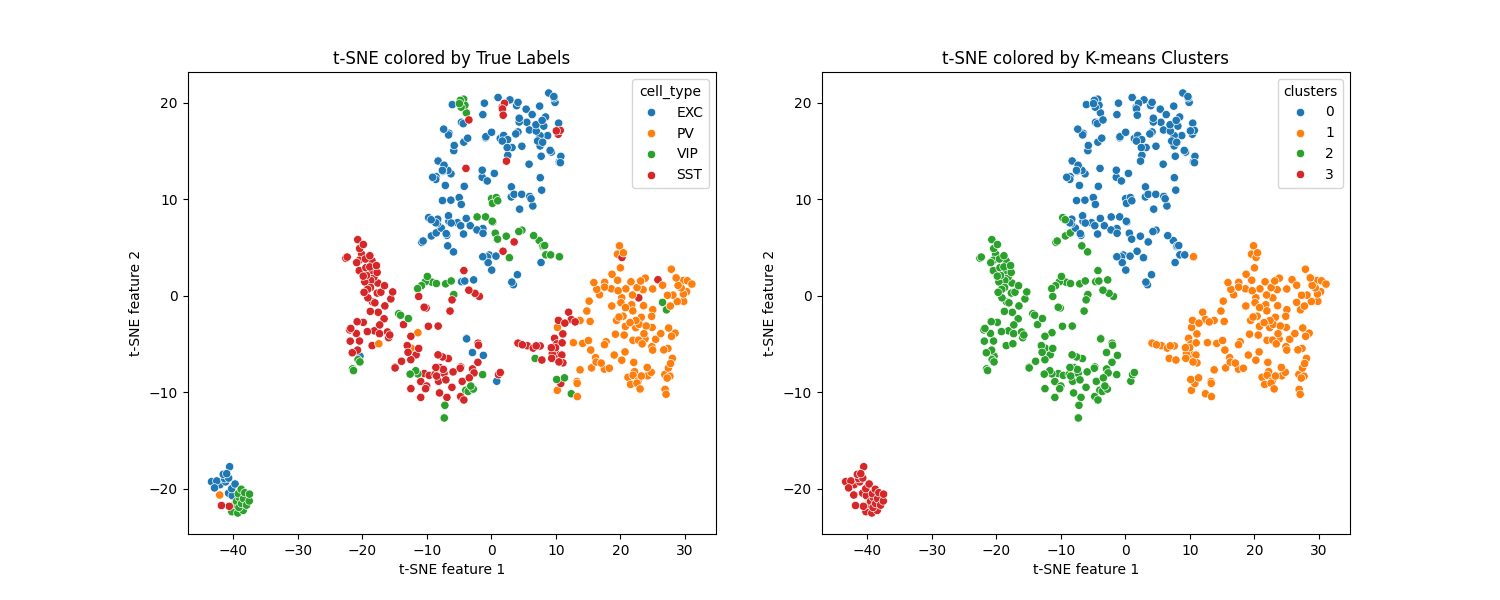 t-SNE colored by True Labels
t-SNE feature 2
20
10
0
−10
−20
−40
−30
−20
−10
0
10
20
30
t-SNE feature 1
cell_type
EXC
PV
VIP
SST
t-SNE colored by K-means Clusters
t-SNE feature 2
20
10
0
−10
−20
−40
−30
−20
−10
0
10
20
30
t-SNE feature 1
clusters
0
1
2
3